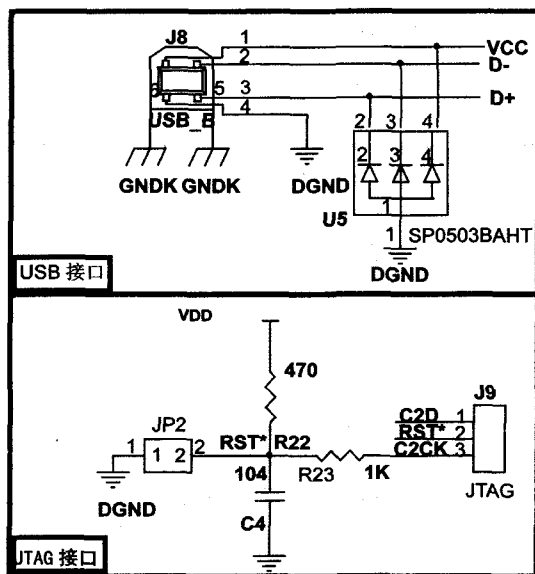 J8
1
VCC
2
D-
6
5
3
D+
USB_B
4
2
3
4
2
3
4
GNDK
GNDK
DGND
1
U5
1
SP0503BAHT
DGND
USB 接口
VDD
470
J9
JP2
C2D
1
1
1
2
2
RST*
R22
RST*
2
C2CK
3
104
R23
1K
JTAG
DGND
C4
JTAG 接口